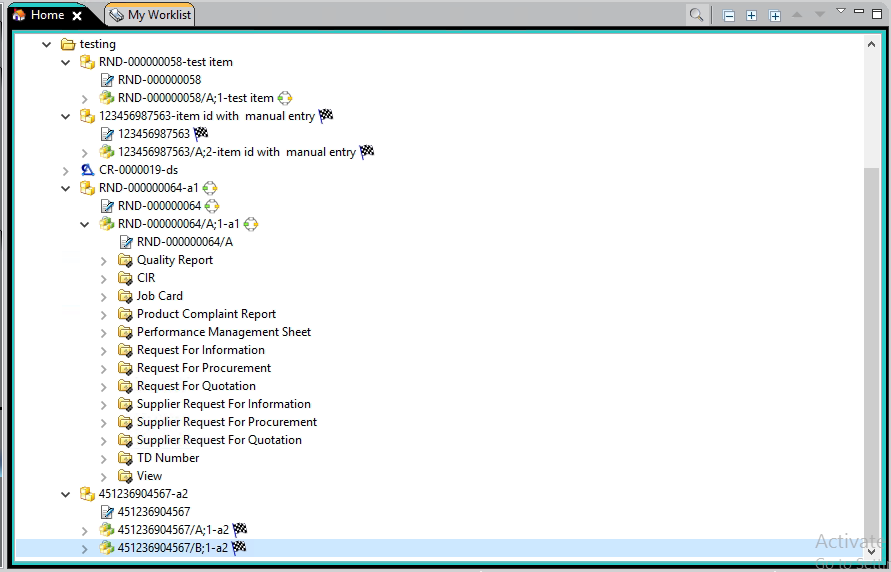 Home
My Worklist
testing
RND-000000058-test item
RND-000000058
RND-000000058/A;1-test item
123456987563-item id with  manual entry
123456987563
123456987563/A;2-item id with  manual entry
CR-0000019-ds
RND-000000064-a1
RND-000000064
RND-000000064/A;1-a1
RND-000000064/A
Quality Report
CIR
Job Card
Product Complaint Report
Performance Management Sheet
Request For Information
Request For Procurement
Request For Quotation
Supplier Request For Information
Supplier Request For Procurement
Supplier Request For Quotation
TD Number
View
451236904567-a2
451236904567
451236904567/A;1-a2
451236904567/B;1-a2
Activate
Go to